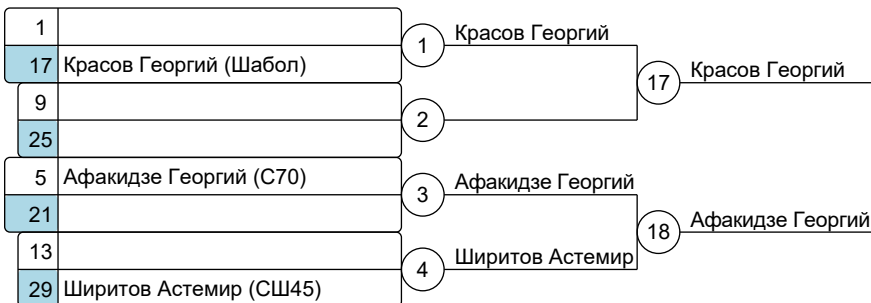 1
17 Красов Георгий (Шабол)
1 Красов Георгий
17 Красов Георгий
9
25
2
5 Афакидзе Георгий (С70)
21
3 Афакидзе Георгий
18 Афакидзе Георгий
13
29 Ширитов Астемир (СШ45)
4 Ширитов Астемир